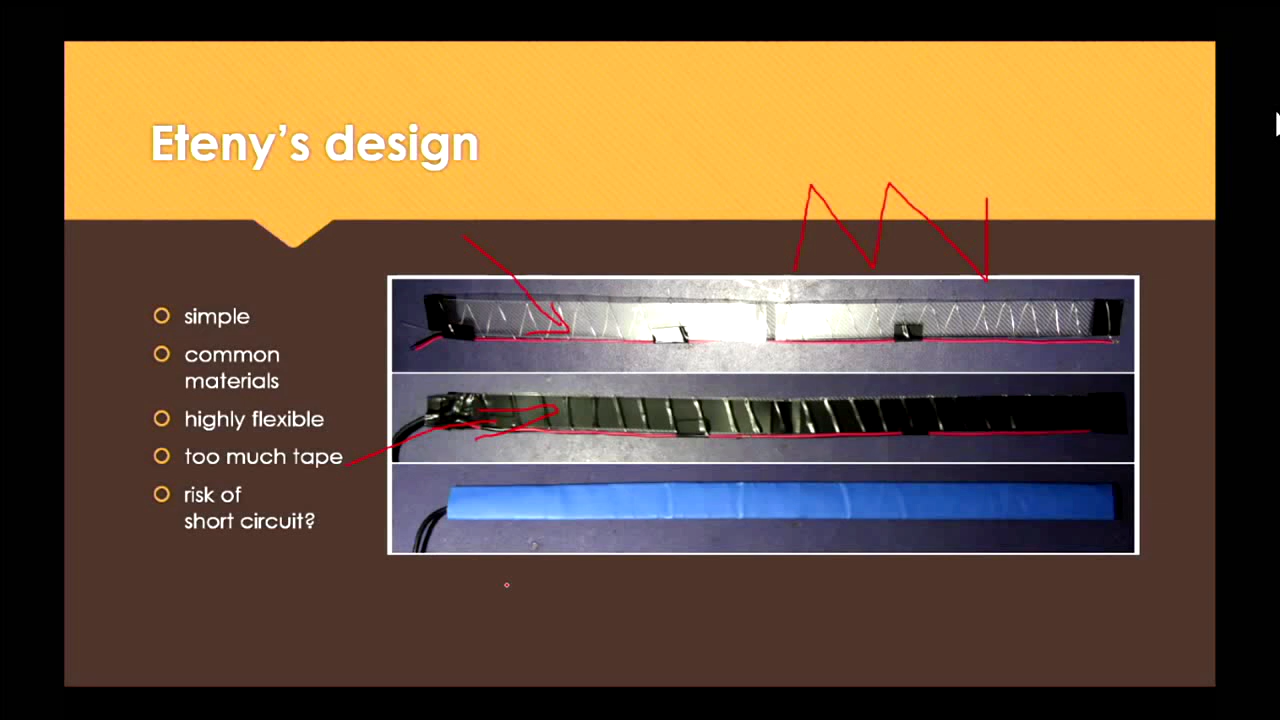 Eteny's design
simple
common
materials
highly flexible
too much tape
risk of
short circuit?